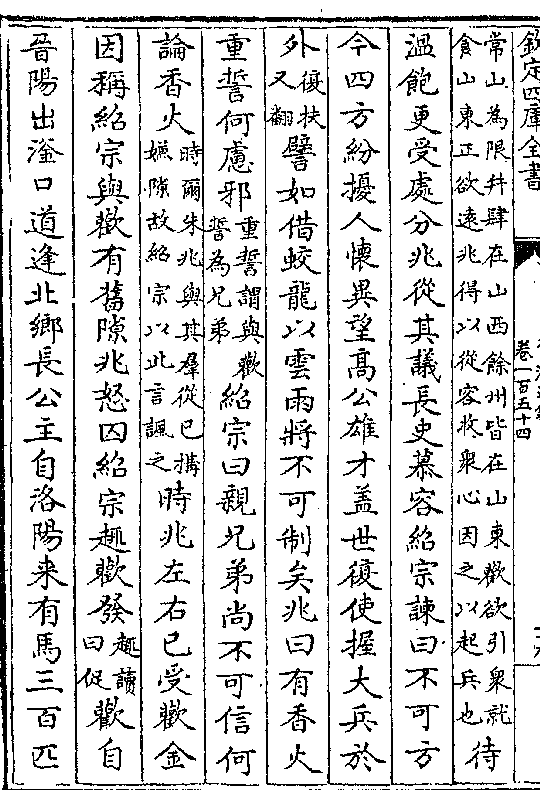 欽定四庫全書
卷一百五十四
常山為限井肆在山西餘州皆在山東歡欲引衆就
食山東正欲遠兆得以從容收衆心因之以起兵也
待
溫飽更受處分兆從其議長史慕容紹宗諫曰不可方
今四方紛擾人懷異望髙公雄才盖世復使握大兵於
外
復扶
又翻
譬如借蛟龍以雲雨將不可制矣兆曰有香火
重誓何慮邪
重誓謂與歡
誓為兄弟
紹宗曰親兄弟尚不可信何
論香火
時爾朱兆與其羣從已搆
嫌隙故紹宗以此言諷之
時兆左右已受歡金
因稱紹宗與歡有舊隙兆怒囚紹宗趣歡發
趣讀
曰促
歡自
晉陽出滏口道逢北鄉長公主自洛陽来有馬三百匹